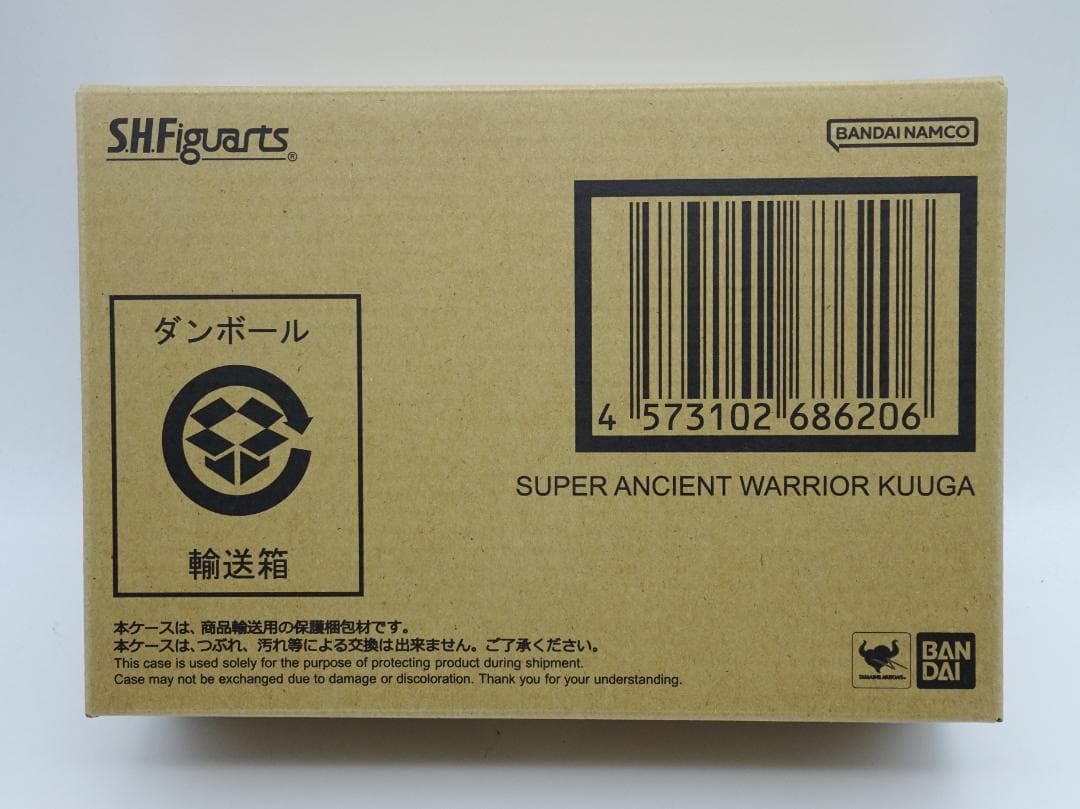 S.H.Figuarts®
BANDAI NAMCO
4 573102 686206
SUPER ANCIENT WARRIOR KUUGA
ダンボール
輸送箱
本ケースは、商品輸送用の保護梱包材です。
本ケースは、つぶれ、汚れ等による交換は出来ません。ご了承ください。
This case is used solely for the purpose of protecting product during shipment.
Case may not be exchanged due to damage or discoloration. Thank you for your understanding.
TAMASHII NATIONS
BAN
DAI